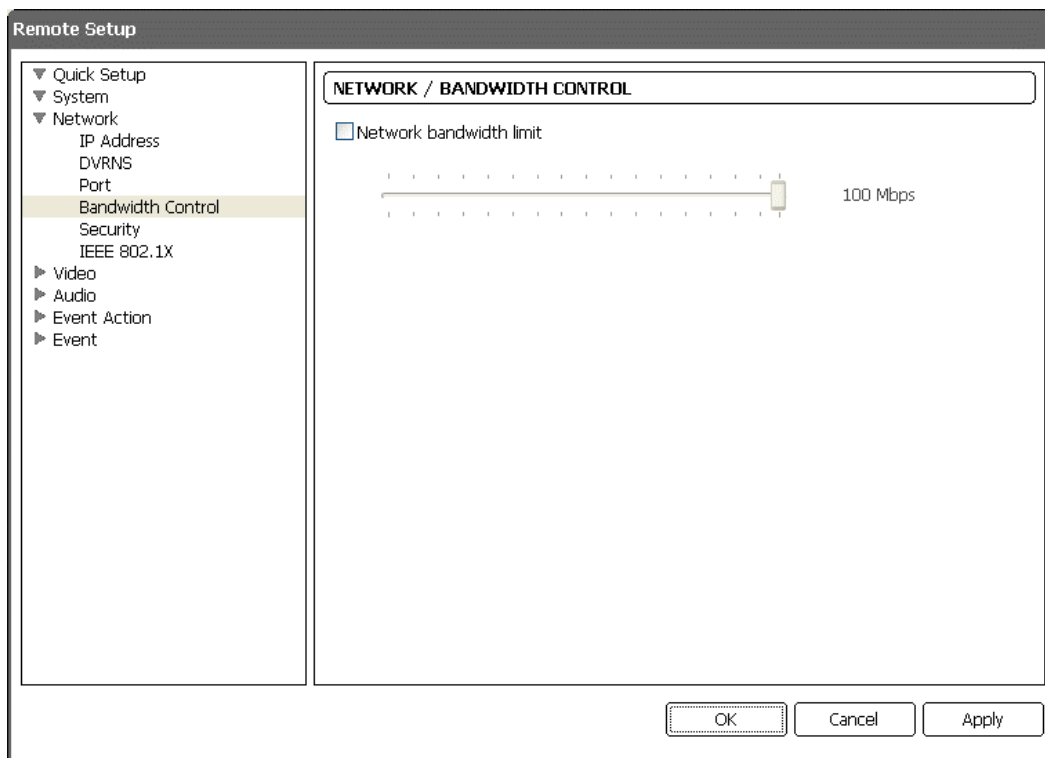 Remote Setup
Quick Setup
System
Network
IP Address
DVRNS
Port
Bandwidth Control
Security
IEEE 802.1X
Video
Audio
Event Action
Event
NETWORK / BANDWIDTH CONTROL
Network bandwidth limit
100 Mbps
OK
Cancel
Apply